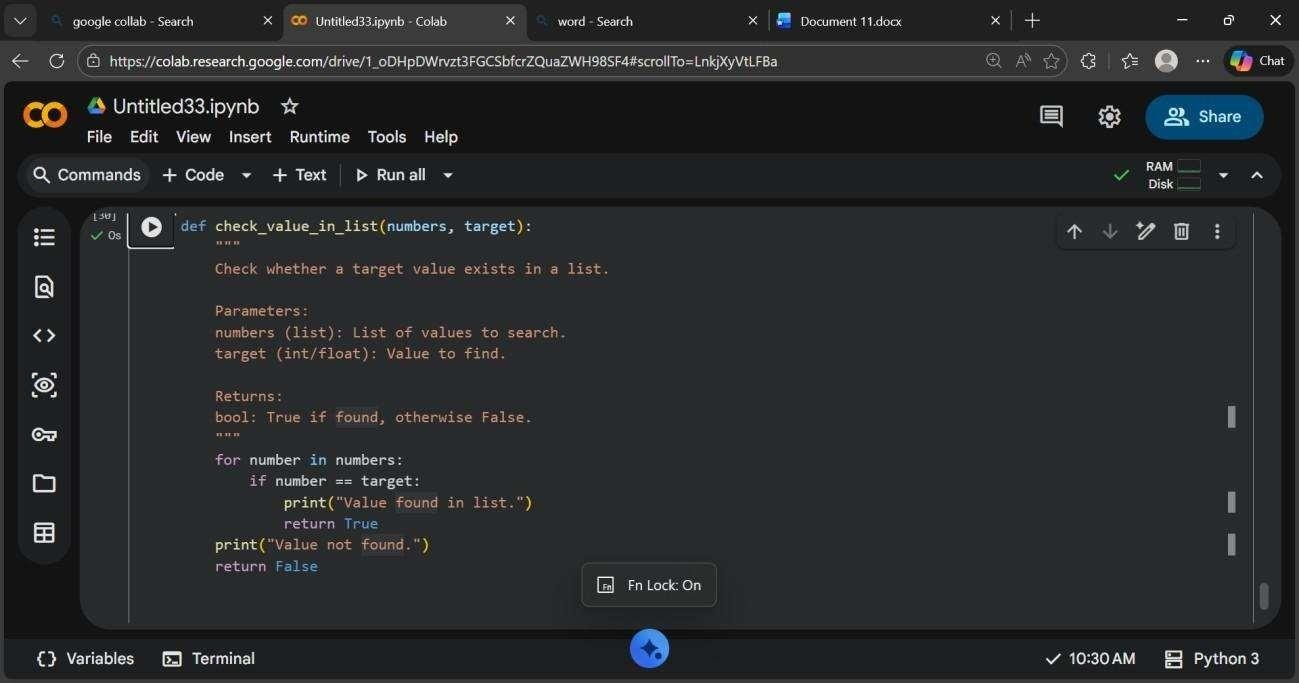 google collab - Search
Untitled33.ipynb - Colab
word - Search
Document 11.docx
https://colab.research.google.com/drive/1_oDHpDWrvzt3FGCSbfcrZQuaZWH98SF4#scrollTo=LnkjXyVtLFBa
Chat
Untitled33.ipynb
File Edit View Insert Runtime Tools Help
Share
Commands + Code + Text Run all
RAM
Disk
[30]
0s
def check_value_in_list(numbers, target):
"""
Check whether a target value exists in a list.
Parameters:
numbers (list): List of values to search.
target (int/float): Value to find.
Returns:
bool: True if found, otherwise False.
"""
for number in numbers:
if number == target:
print("Value found in list.")
return True
print("Value not found.")
return False
Fn Fn Lock: On
{} Variables Terminal
10:30 AM Python 3